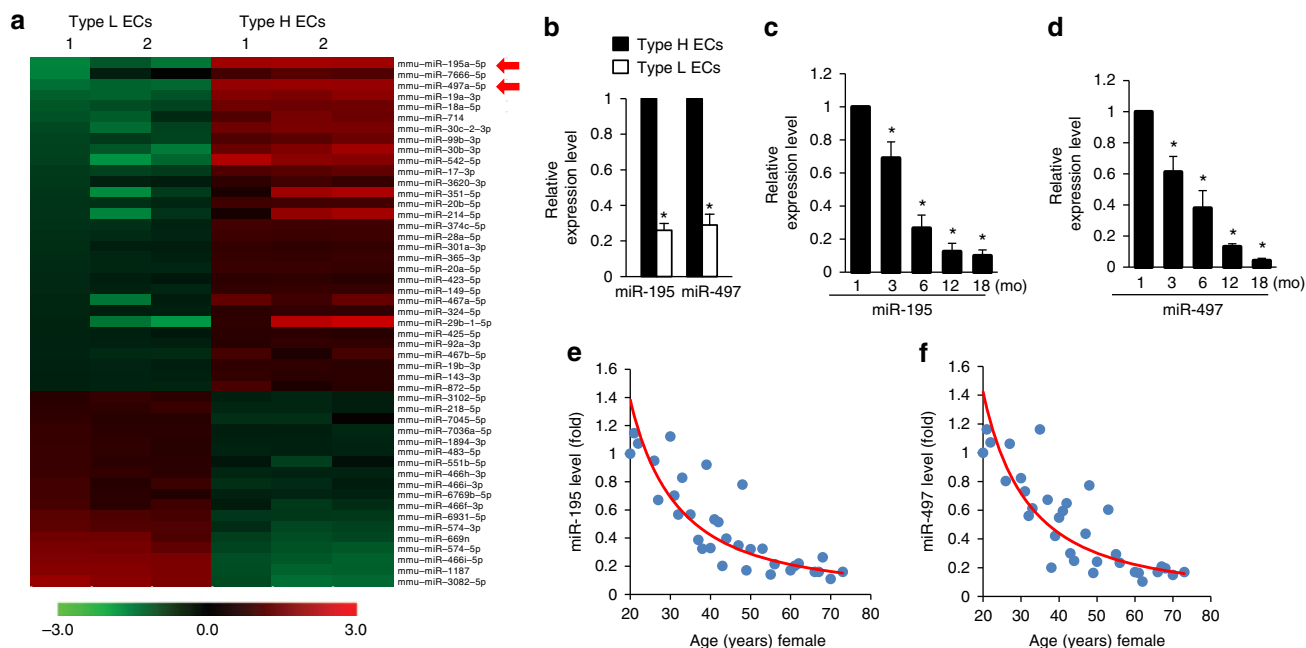 a
Type L ECs
Type H ECs
1
2
1
2
mmu-miR-195a-5p
mmu-miR-7666-5p
mmu-miR-497a-5p
mmu-miR-19a-3p
mmu-miR-18a-5p
mmu-miR-714
mmu-miR-30c-2-3p
mmu-miR-99b-3p
mmu-miR-30b-3p
mmu-miR-542-5p
mmu-miR-17-3p
mmu-miR-3620-3p
mmu-miR-351-5p
mmu-miR-20b-5p
mmu-miR-214-5p
mmu-miR-374c-5p
mmu-miR-28a-5p
mmu-miR-301a-3p
mmu-miR-365-3p
mmu-miR-20a-5p
mmu-miR-423-5p
mmu-miR-149-5p
mmu-miR-467a-5p
mmu-miR-324-5p
mmu-miR-29b-1-5p
mmu-miR-425-5p
mmu-miR-92a-3p
mmu-miR-467b-5p
mmu-miR-19b-3p
mmu-miR-143-3p
mmu-miR-872-5p
mmu-miR-3102-5p
mmu-miR-218-5p
mmu-miR-7045-5p
mmu-miR-7036a-5p
mmu-miR-1894-3p
mmu-miR-483-5p
mmu-miR-551b-5p
mmu-miR-466h-3p
mmu-miR-466i-3p
mmu-miR-6769b-5p
mmu-miR-466f-3p
mmu-miR-6931-5p
mmu-miR-574-3p
mmu-miR-669n
mmu-miR-574-5p
mmu-miR-466i-5p
mmu-miR-1187
mmu-miR-3082-5p
−3.0
0.0
3.0
b
Type H ECs
Type L ECs
Relative
expression level
1
0.8
0.6
0.4
0.2
0
*
*
miR-195
miR-497
c
Relative
expression level
1.2
1
0.8
0.6
0.4
0.2
0
*
*
*
*
1 3 6 12 18 (mo)
miR-195
d
Relative
expression level
1.2
1
0.8
0.6
0.4
0.2
0
*
*
*
*
1 3 6 12 18 (mo)
miR-497
e
miR-195 level (fold)
1.6
1.4
1.2
1
0.8
0.6
0.4
0.2
0
20 30 40 50 60 70 80
Age (years) female
f
miR-497 level (fold)
1.6
1.4
1.2
1
0.8
0.6
0.4
0.2
0
20 30 40 50 60 70 80
Age (years) female